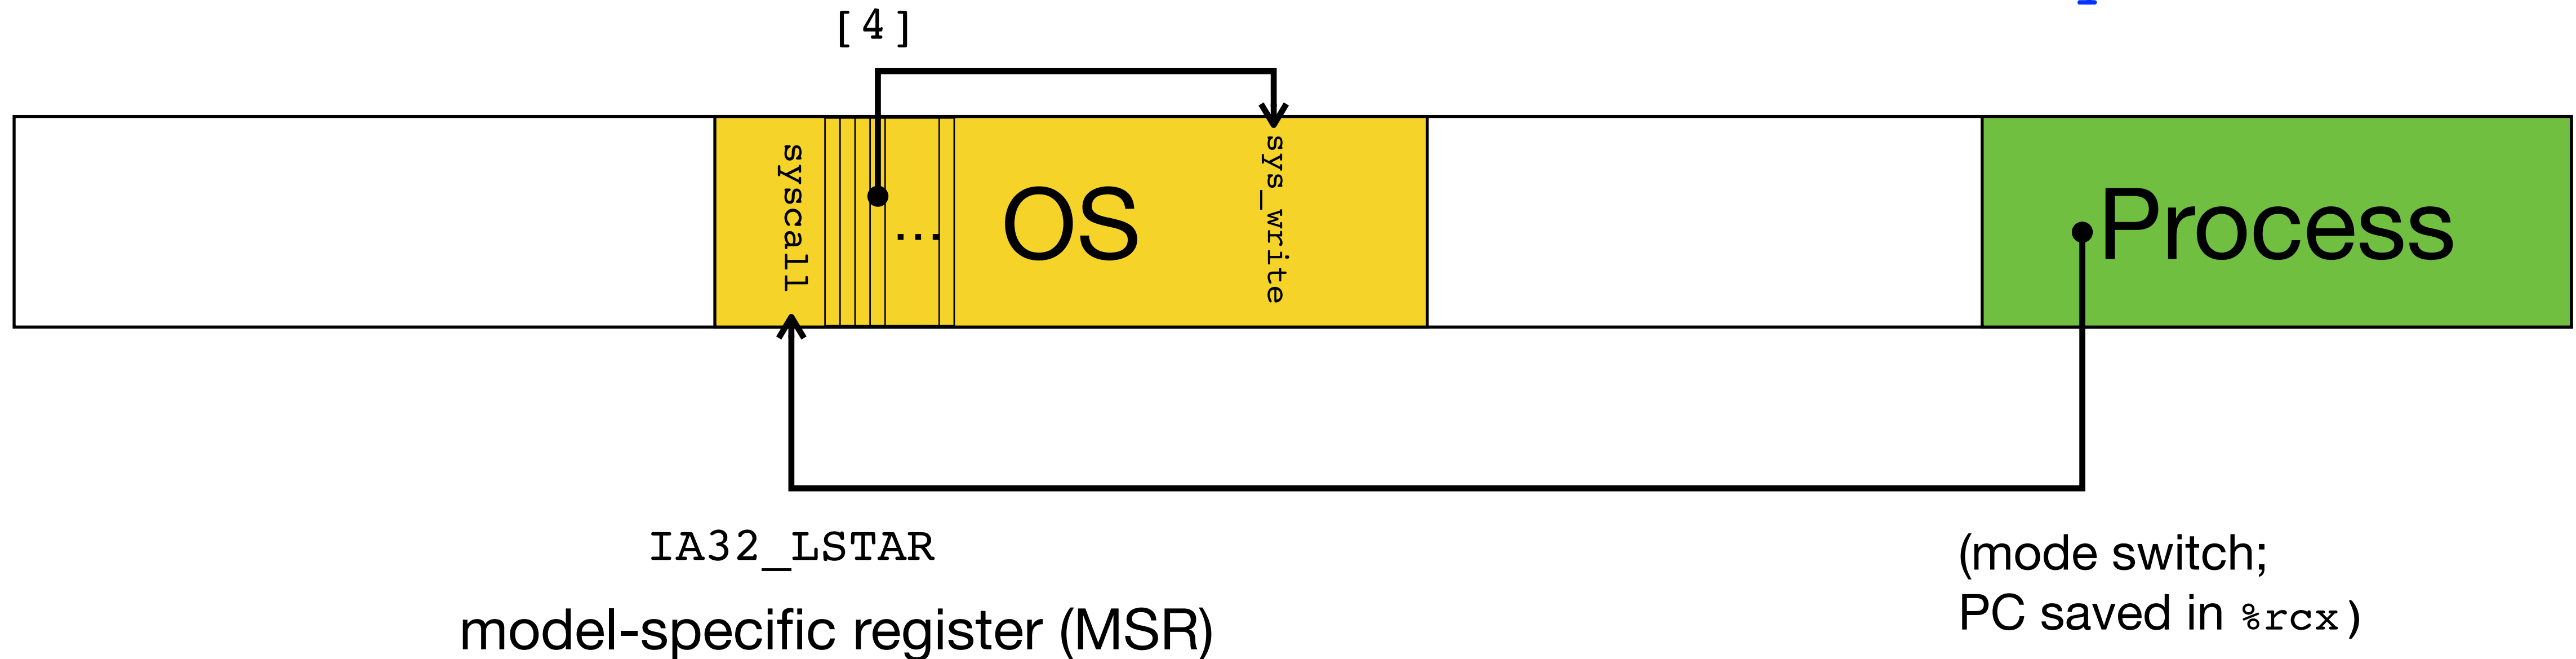 [4]
syscall
...
OS
sys_write
Process
IA32_LSTAR
model-specific register (MSR)
(mode switch;
PC saved in %rcx)